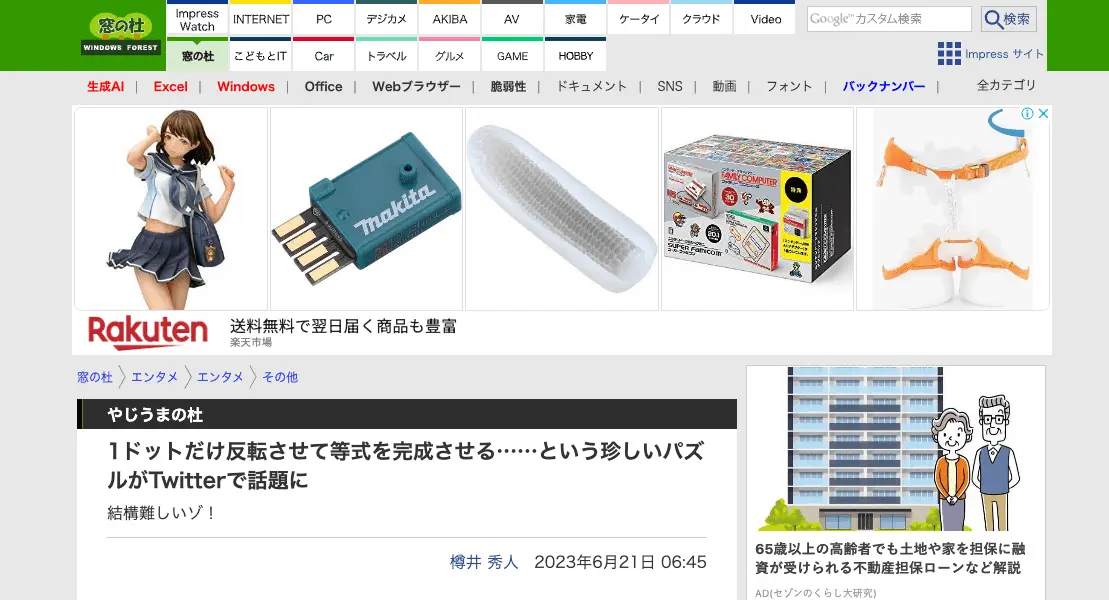 窓の杜
WINDOWS FOREST
Impress Watch
INTERNET
PC
デジカメ
AKIBA
AV
家電
ケータイ
クラウド
Video
Google™ カスタム検索
検索
窓の杜
こどもとIT
Car
トラベル
グルメ
GAME
HOBBY
Impress サイト
生成AI | Excel | Windows | Office | Webブラウザー | 脆弱性 | ドキュメント | SNS | 動画 | フォント | バックナンバー | 全カテゴリ
makita
FAMILY COMPUTER
SUPER FAMICOM
Rakuten
送料無料で翌日届く商品も豊富
楽天市場
窓の杜 〉 エンタメ 〉 エンタメ 〉 その他
やじうまの杜
1ドットだけ反転させて等式を完成させる……という珍しいパズ
ルがTwitterで話題に
結構難しいゾ！
樽井 秀人 2023年6月21日 06:45
65歳以上の高齢者でも土地や家を担保に融
資が受けられる不動産担保ローンなど解説
AD(セゾンのくらし大研究)